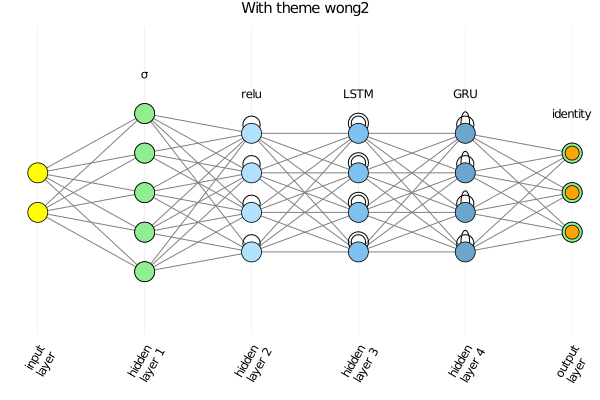 With theme wong2
σ
relu
LSTM
GRU
identity
input
layer
hidden
layer 1
hidden
layer 2
hidden
layer 3
hidden
layer 4
output
layer